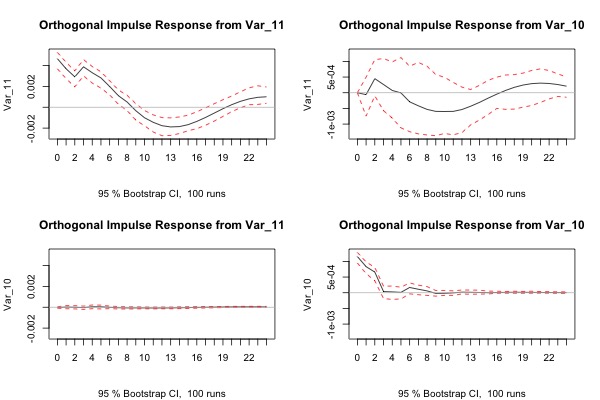 Orthogonal Impulse Response from Var_11
Var_11
0.002
-0.002
0 2 4 6 8 10 13 16 19 22
95 % Bootstrap CI, 100 runs
Orthogonal Impulse Response from Var_10
Var_11
5e-04
-1e-03
0 2 4 6 8 10 13 16 19 22
95 % Bootstrap CI, 100 runs
Orthogonal Impulse Response from Var_11
Var_10
0.002
-0.002
0 2 4 6 8 10 13 16 19 22
95 % Bootstrap CI, 100 runs
Orthogonal Impulse Response from Var_10
Var_10
5e-04
-1e-03
0 2 4 6 8 10 13 16 19 22
95 % Bootstrap CI, 100 runs